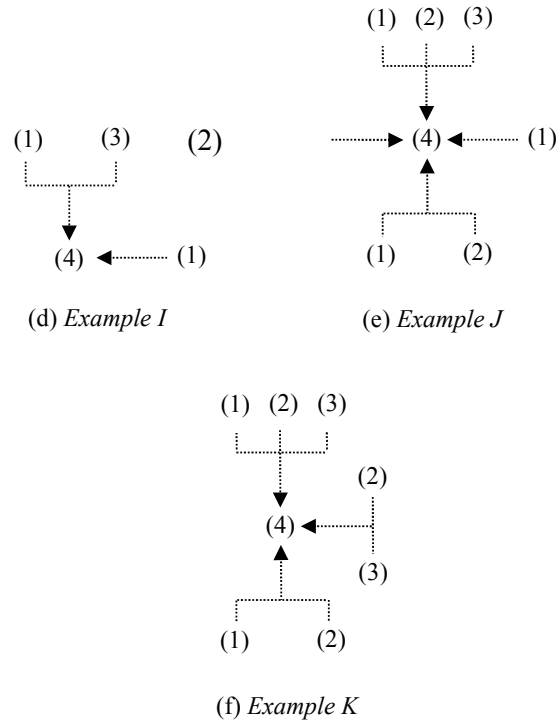 (1) (2) (3)
(1) (3) (2)
(4) (1)
(4) (1)
(1) (2)
(d) Example I
(e) Example J
(1) (2) (3)
(2)
(4)
(3)
(1) (2)
(f) Example K